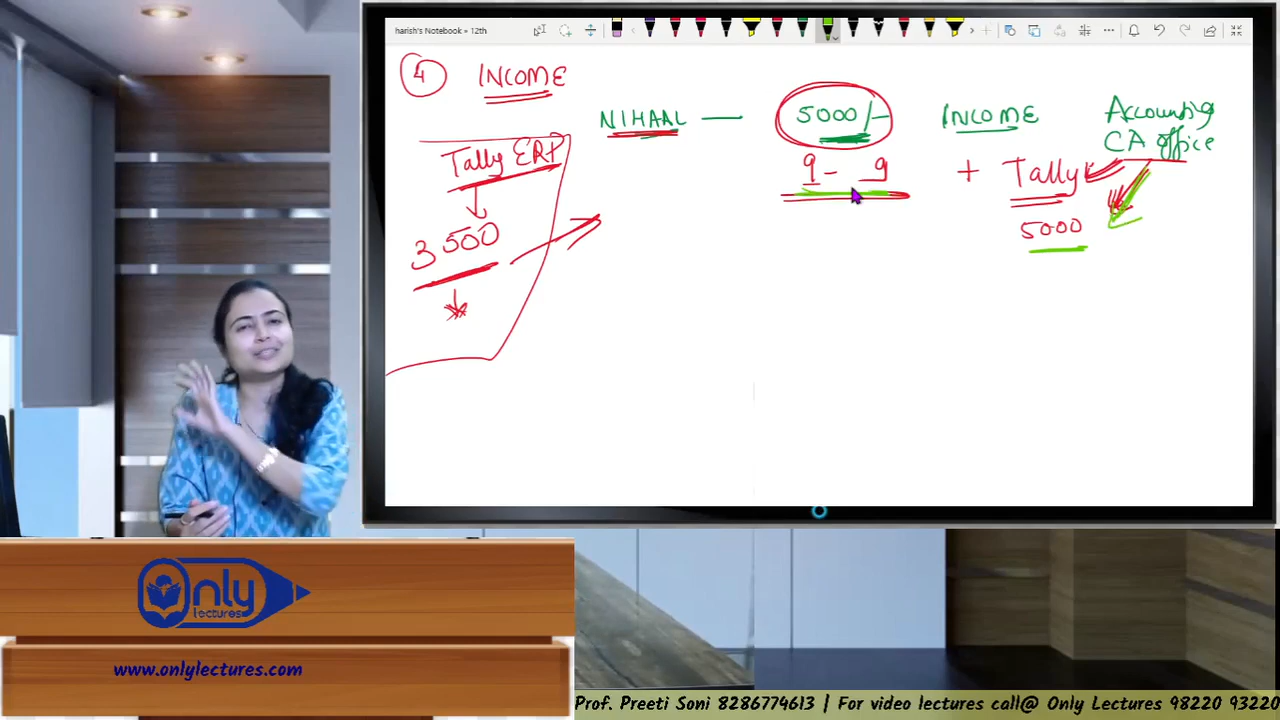 harish's Notebook » 12th
4 INCOME
NIHAAL — 5000/- INCOME Accounting
CA office
Tally ERP
9 - 9 + Tally
3500
5000
Only
lectures
www.onlylectures.com
Prof. Preeti Soni 8286774613 | For video lectures call@ Only Lectures 98220 93220